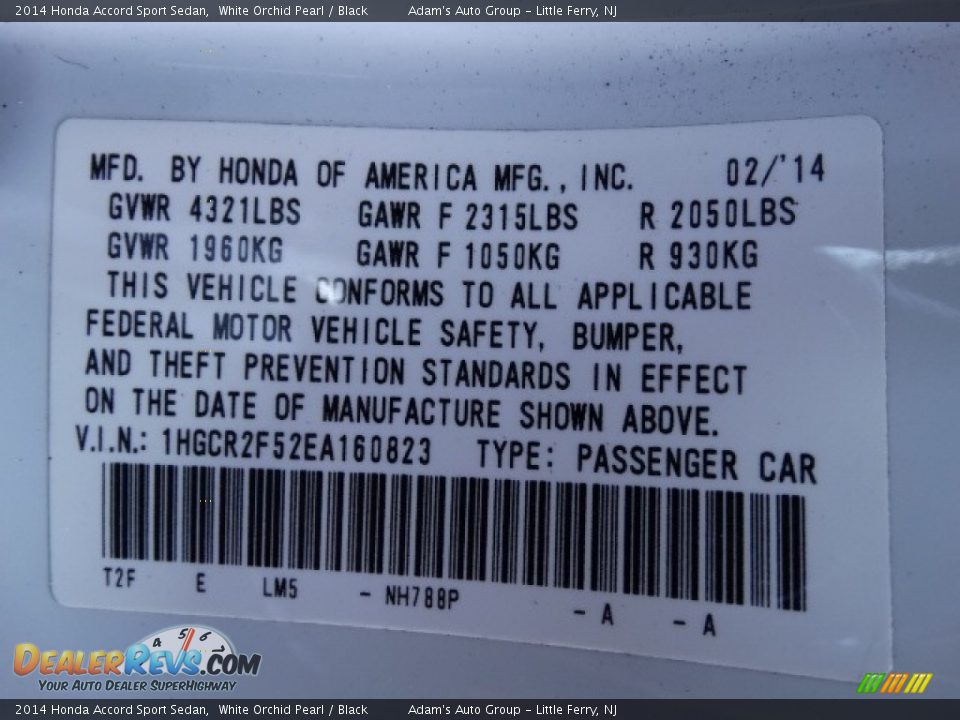 2014 Honda Accord Sport Sedan, White Orchid Pearl / Black Adam's Auto Group - Little Ferry, NJ
MFD. BY HONDA OF AMERICA MFG., INC. 02/'14
GVWR 4321LBS GAWR F 2315LBS R 2050LBS
GVWR 1960KG GAWR F 1050KG R 930KG
THIS VEHICLE CONFORMS TO ALL APPLICABLE
FEDERAL MOTOR VEHICLE SAFETY, BUMPER,
AND THEFT PREVENTION STANDARDS IN EFFECT
ON THE DATE OF MANUFACTURE SHOWN ABOVE.
V.I.N.: 1HGCR2F52EA160823 TYPE: PASSENGER CAR
T2F E LM5 - NH788P - A - A
4 5 6
DealerRevs.com
Your Auto Dealer SuperHighway
2014 Honda Accord Sport Sedan, White Orchid Pearl / Black Adam's Auto Group - Little Ferry, NJ